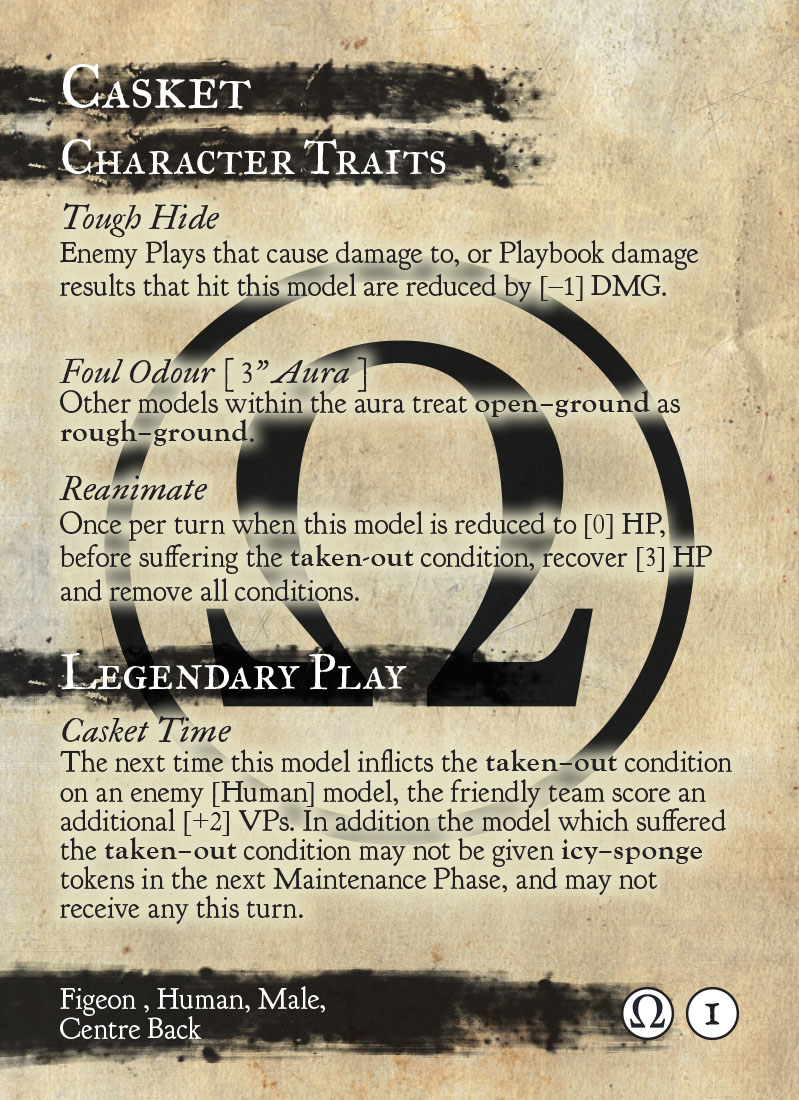 Casket
Character Traits
Tough Hide
Enemy Plays that cause damage to, or Playbook damage
results that hit this model are reduced by [–1] DMG.
Foul Odour [ 3” Aura ]
Other models within the aura treat open–ground as
rough–ground.
Reanimate
Once per turn when this model is reduced to [0] HP,
before suffering the taken-out condition, recover [3] HP
and remove all conditions.
Legendary Play
Casket Time
The next time this model inflicts the taken–out condition
on an enemy [Human] model, the friendly team score an
additional [+2] VPs. In addition the model which suffered
the taken–out condition may not be given icy–sponge
tokens in the next Maintenance Phase, and may not
receive any this turn.
Figeon , Human, Male,
Centre Back
Ω I